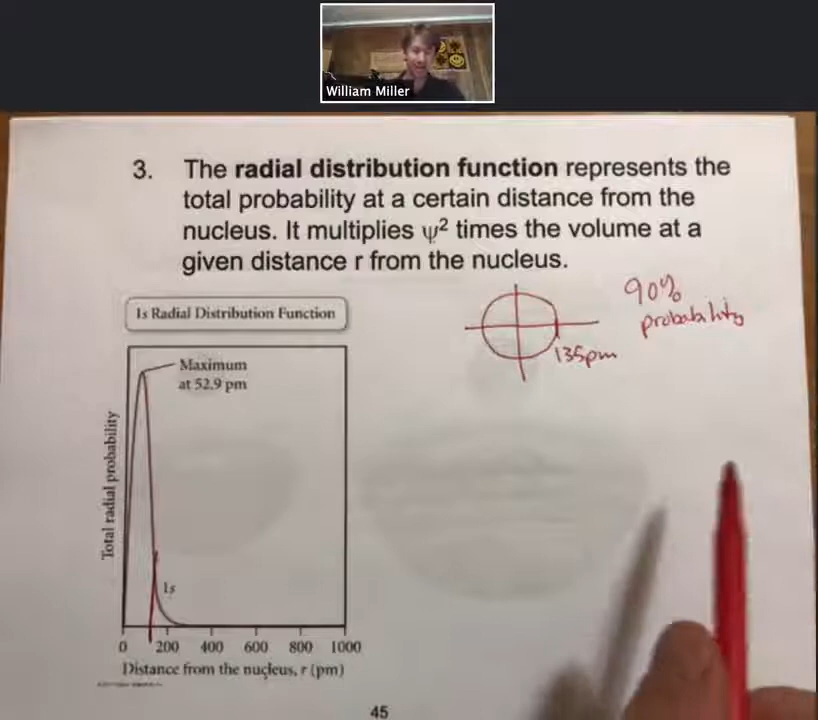 William Miller
3. The radial distribution function represents the
total probability at a certain distance from the
nucleus. It multiplies ψ² times the volume at a
given distance r from the nucleus.
1s Radial Distribution Function
Maximum
at 52.9 pm
Total radial probability
1s
0 200 400 600 800 1000
Distance from the nucleus, r (pm)
90%
probability
135pm
45